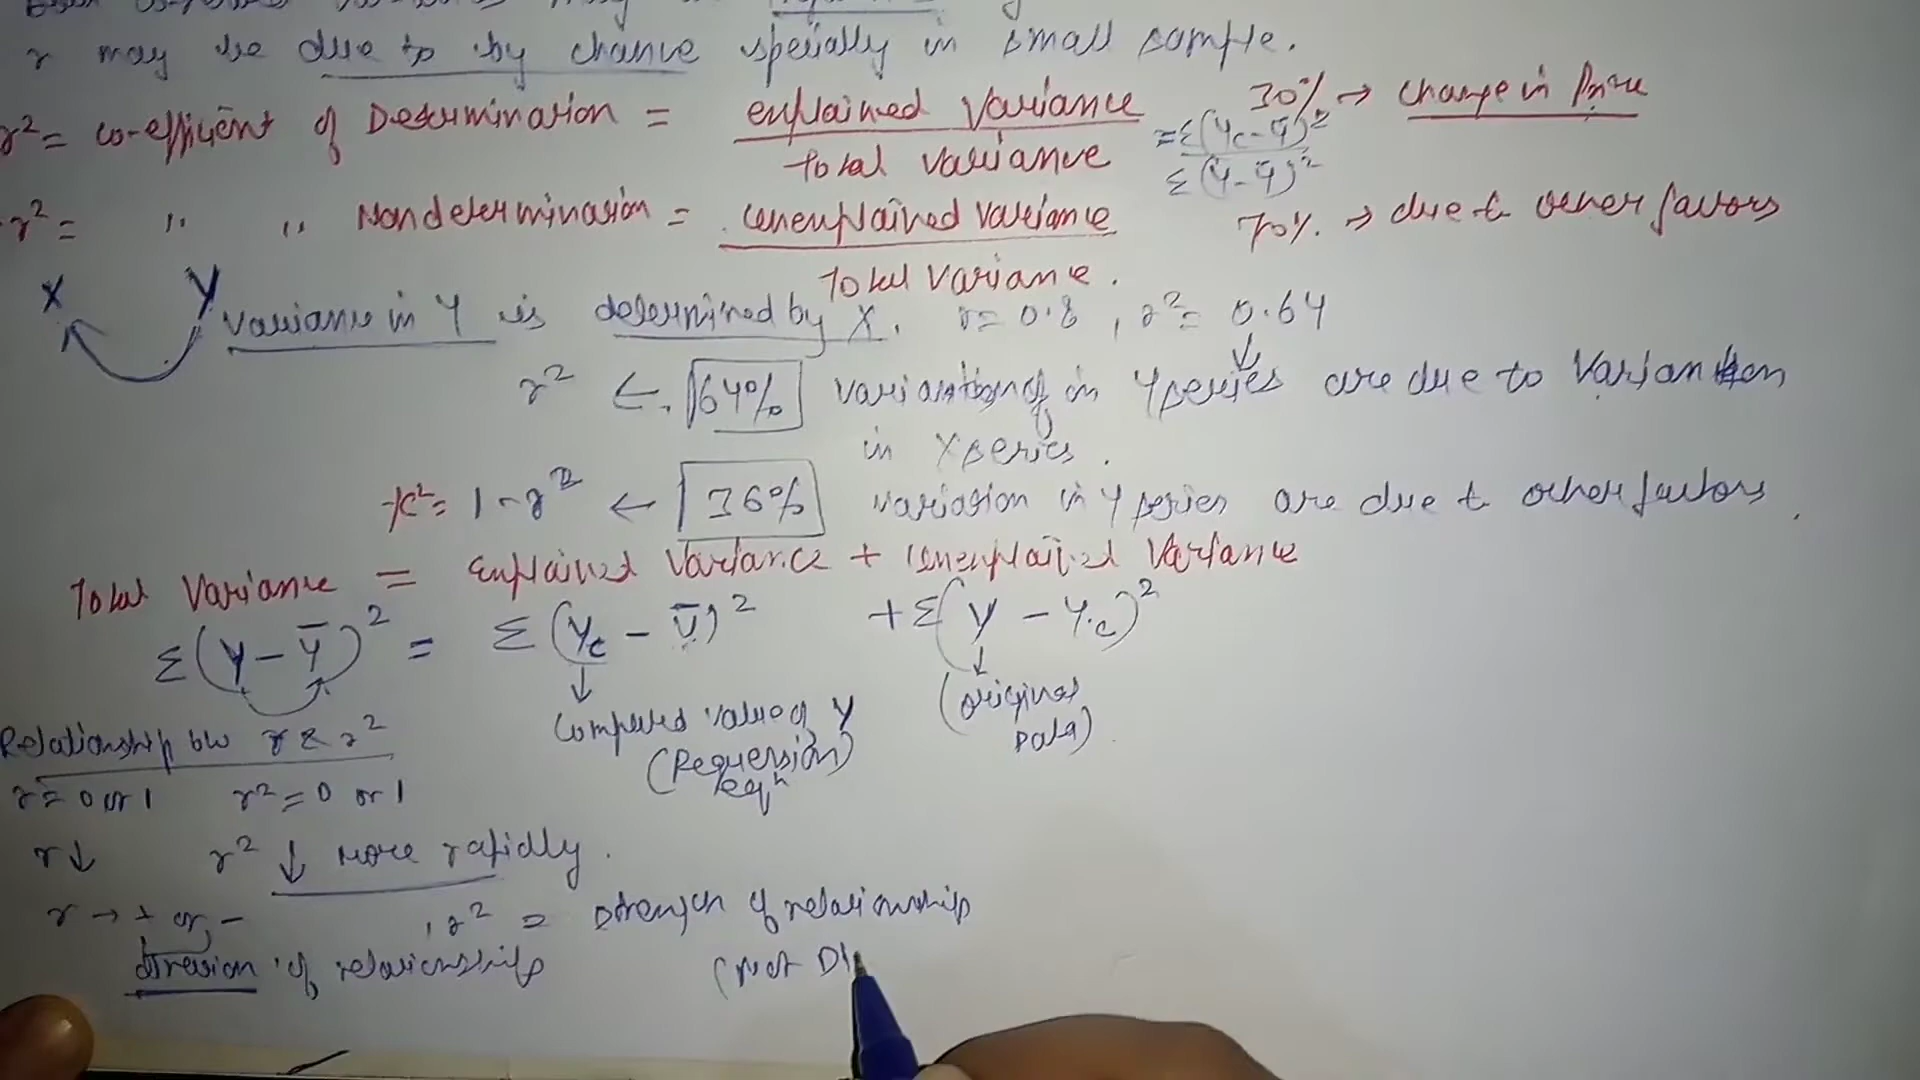 r may be due to by chance specially in small sample.
r² = co-efficient of Determination = explained variance / Total variance = Σ(Yc - Ȳ)² / Σ(Y - Ȳ)² 30% → change in Price
r² = " " Nondetermination = unexplained variance / Total variance. 70% → due to other factors
X Y
variance in Y is determined by X. r = 0.8, r² = 0.64
r² ← 64% variation in Y series are due to Variation
in X series.
K² = 1 - r² ← 36% variation in Y series are due to other factors.
Total Variance = Explained Variance + Unexplained Variance
Σ(Y - Ȳ)² = Σ(Yc - Ȳ)² + Σ(Y - Yc)²
Computed value of Y (original
(Regression) Data)
eqⁿ
Relationship b/w r & r²
r = 0 or 1 r² = 0 or 1
r↓ r² ↓ more rapidly.
r → + or - , r² = strength of relationship
direction of relationship (not Di